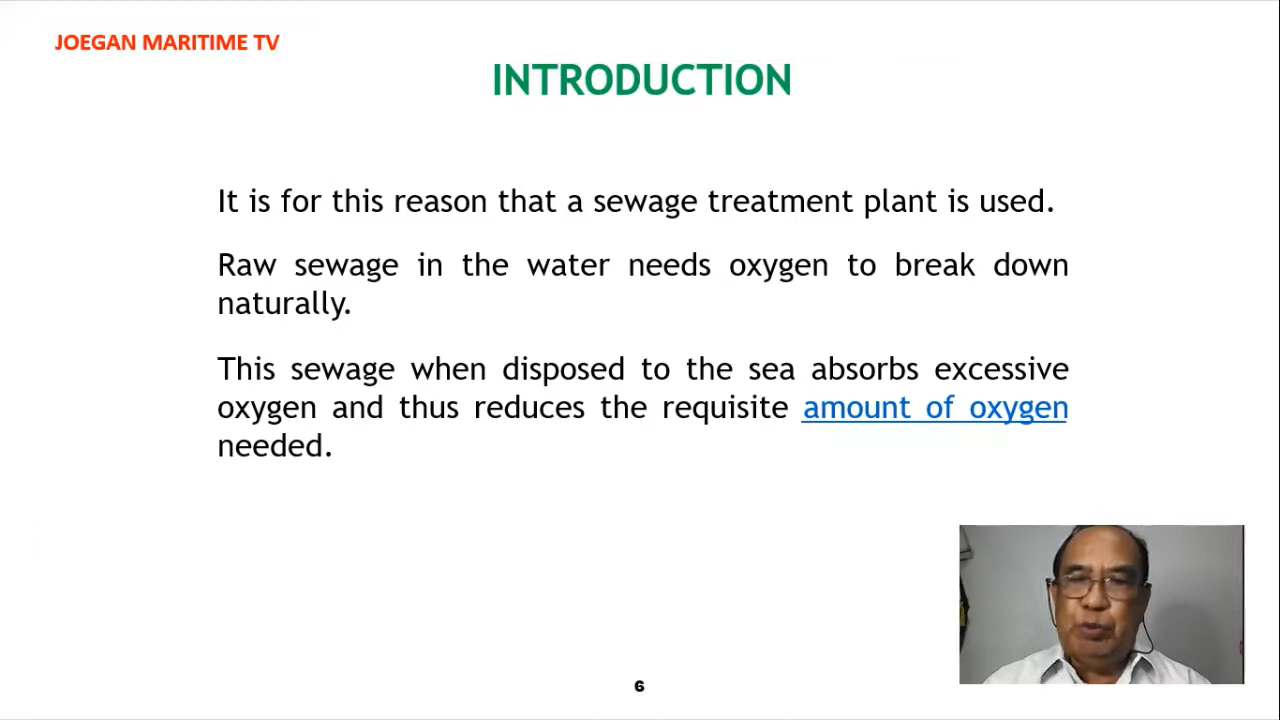 JOEGAN MARITIME TV
INTRODUCTION
It is for this reason that a sewage treatment plant is used.
Raw sewage in the water needs oxygen to break down
naturally.
This sewage when disposed to the sea absorbs excessive
oxygen and thus reduces the requisite amount of oxygen
needed.
6